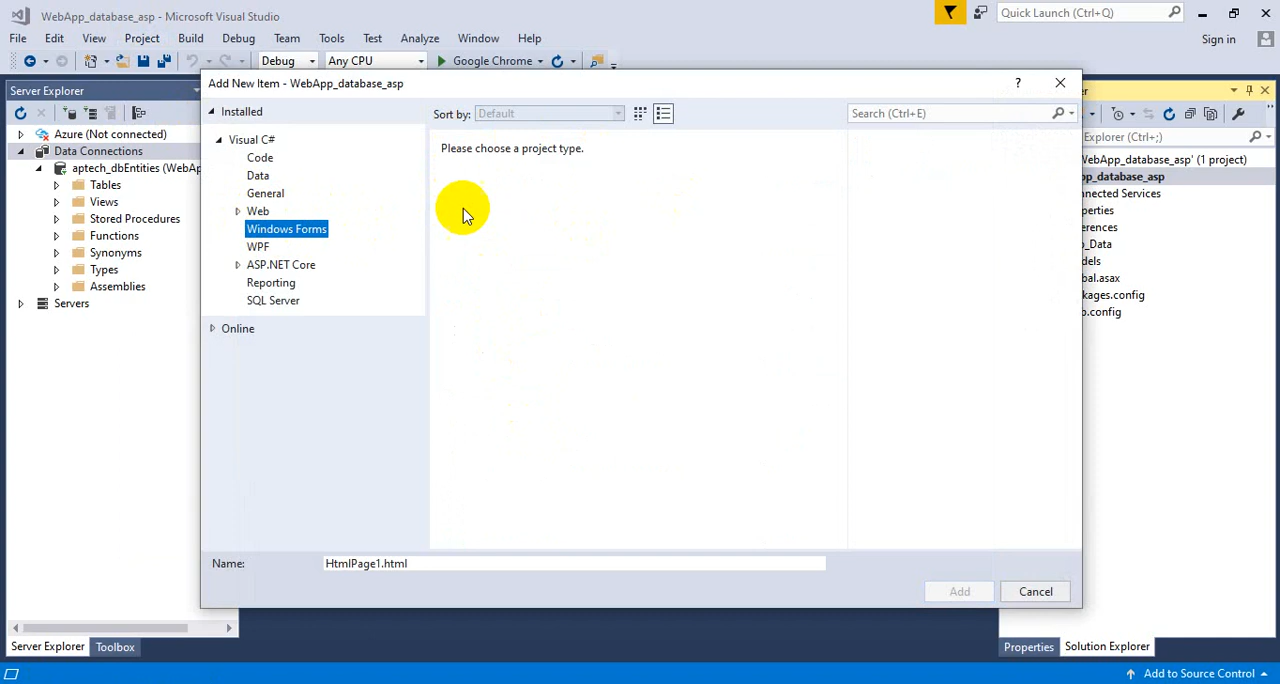 WebApp_database_asp - Microsoft Visual Studio
Quick Launch (Ctrl+Q)
File Edit View Project Build Debug Team Tools Test Analyze Window Help
Sign in
Debug Any CPU Google Chrome
Server Explorer
Azure (Not connected)
Data Connections
aptech_dbEntities (WebAp
Tables
Views
Stored Procedures
Functions
Synonyms
Types
Assemblies
Servers
Server Explorer Toolbox
Add New Item - WebApp_database_asp
?
Installed
Sort by: Default
Search (Ctrl+E)
Visual C#
Code
Data
General
Web
Windows Forms
WPF
ASP.NET Core
Reporting
SQL Server
Online
Please choose a project type.
Name: HtmlPage1.html
Add Cancel
er
Explorer (Ctrl+;)
WebApp_database_asp' (1 project)
pp_database_asp
nnected Services
perties
erences
p_Data
dels
bal.asax
kages.config
b.config
Properties Solution Explorer
Add to Source Control